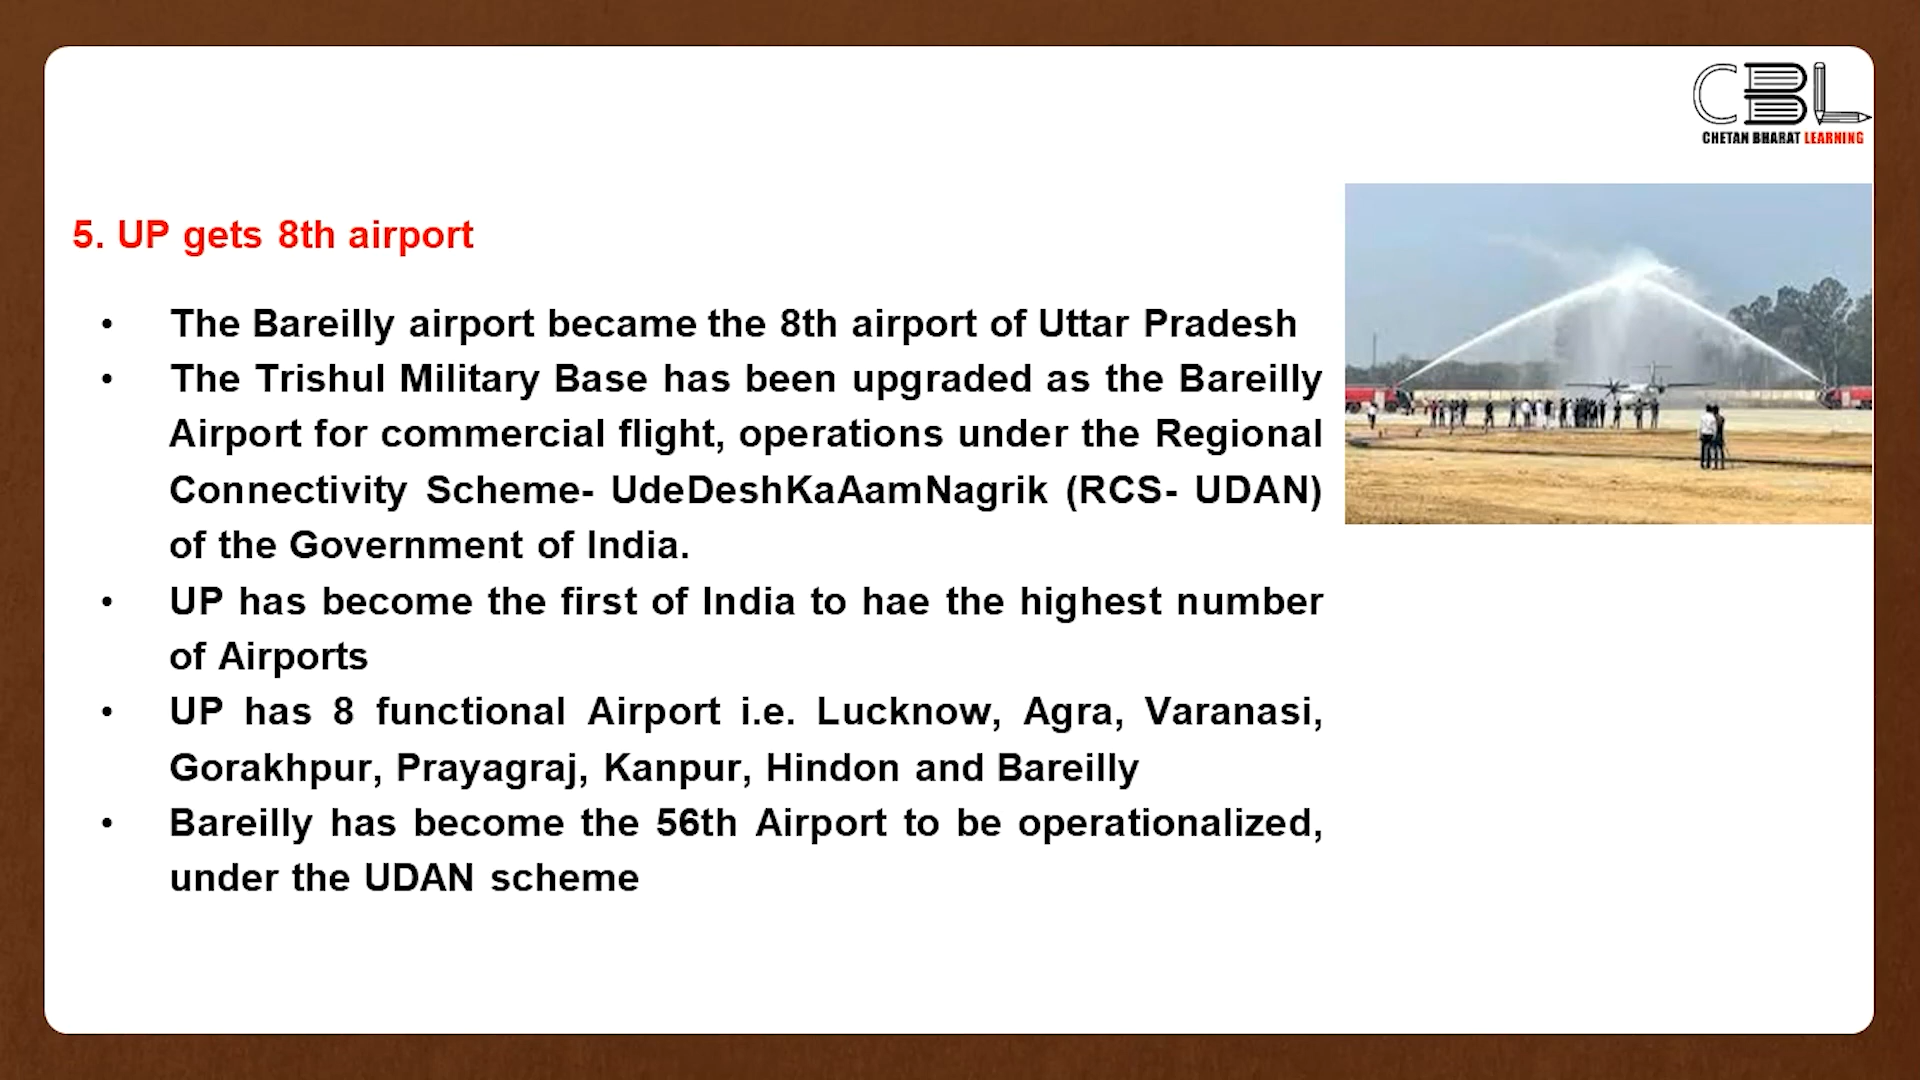 CBL
CHETAN BHARAT LEARNING
5. UP gets 8th airport
• The Bareilly airport became the 8th airport of Uttar Pradesh
• The Trishul Military Base has been upgraded as the Bareilly
Airport for commercial flight, operations under the Regional
Connectivity Scheme- UdeDeshKaAamNagrik (RCS- UDAN)
of the Government of India.
• UP has become the first of India to hae the highest number
of Airports
• UP has 8 functional Airport i.e. Lucknow, Agra, Varanasi,
Gorakhpur, Prayagraj, Kanpur, Hindon and Bareilly
• Bareilly has become the 56th Airport to be operationalized,
under the UDAN scheme